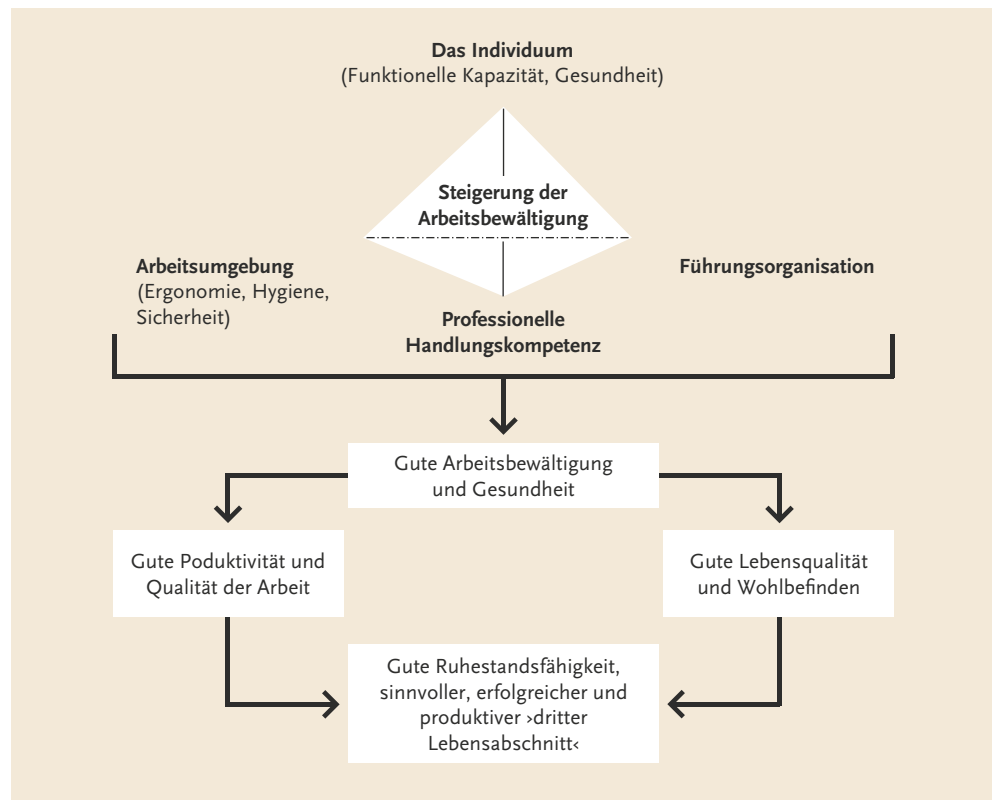 Das Individuum
(Funktionelle Kapazität, Gesundheit)
Steigerung der
Arbeitsbewältigung
Arbeitsumgebung
(Ergonomie, Hygiene,
Sicherheit)
Führungsorganisation
Professionelle
Handlungskompetenz
Gute Arbeitsbewältigung
und Gesundheit
Gute Poduktivität und
Qualität der Arbeit
Gute Lebensqualität
und Wohlbefinden
Gute Ruhestandsfähigkeit,
sinnvoller, erfolgreicher und
produktiver ›dritter
Lebensabschnitt‹